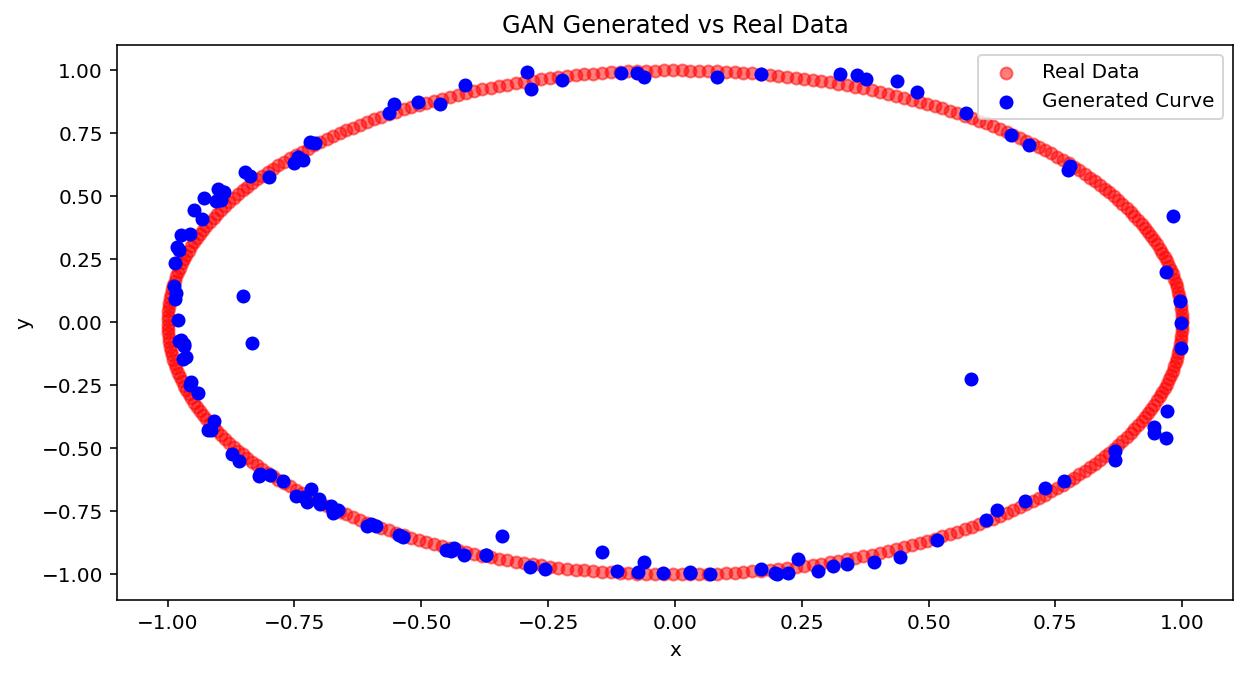 GAN Generated vs Real Data
Real Data
Generated Curve
1.00
0.75
0.50
0.25
0.00
−0.25
−0.50
−0.75
−1.00
y
−1.00 −0.75 −0.50 −0.25 0.00 0.25 0.50 0.75 1.00
x